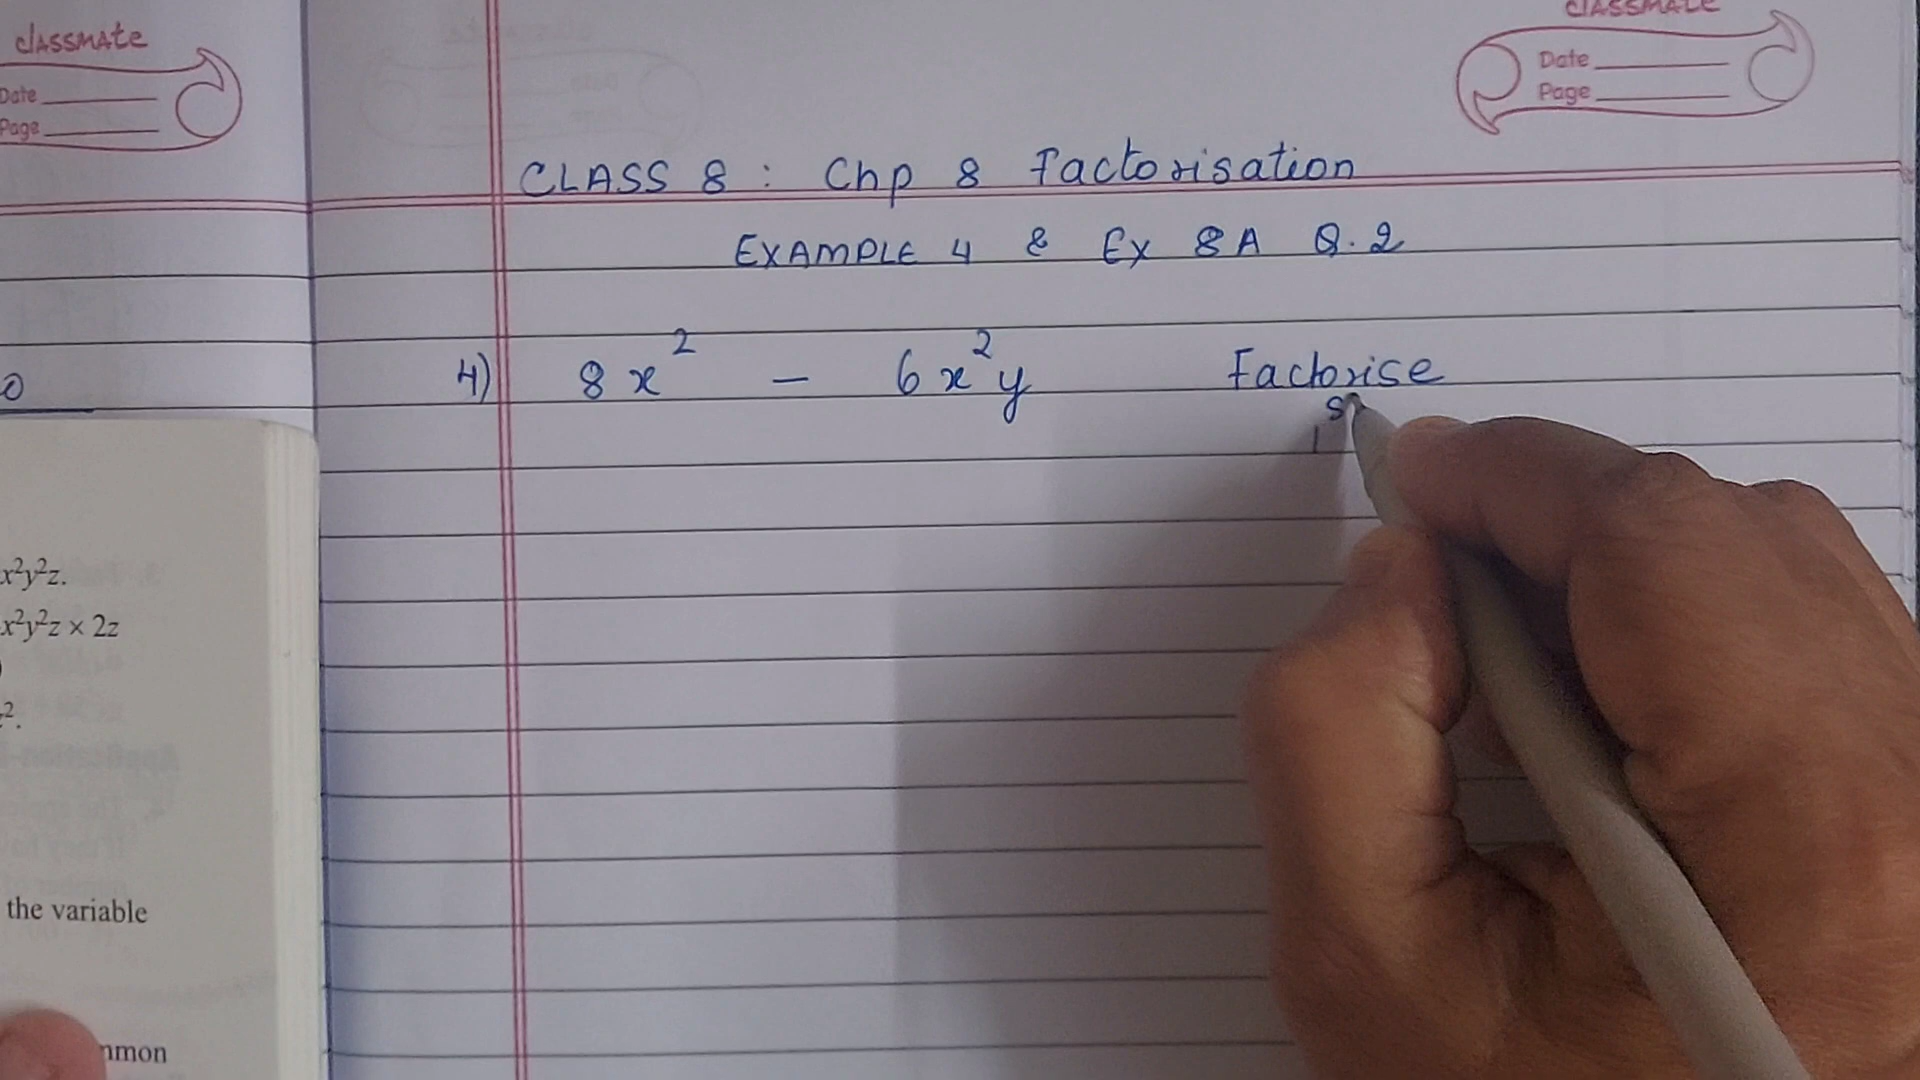 classmate
Date
Page
classmate
Date
Page
CLASS 8 : Chp 8 Factorisation
EXAMPLE 4 & Ex 8A Q.2
4) 8x² – 6x²y Factorise
x²y²z.
x²y²z × 2z
the variable